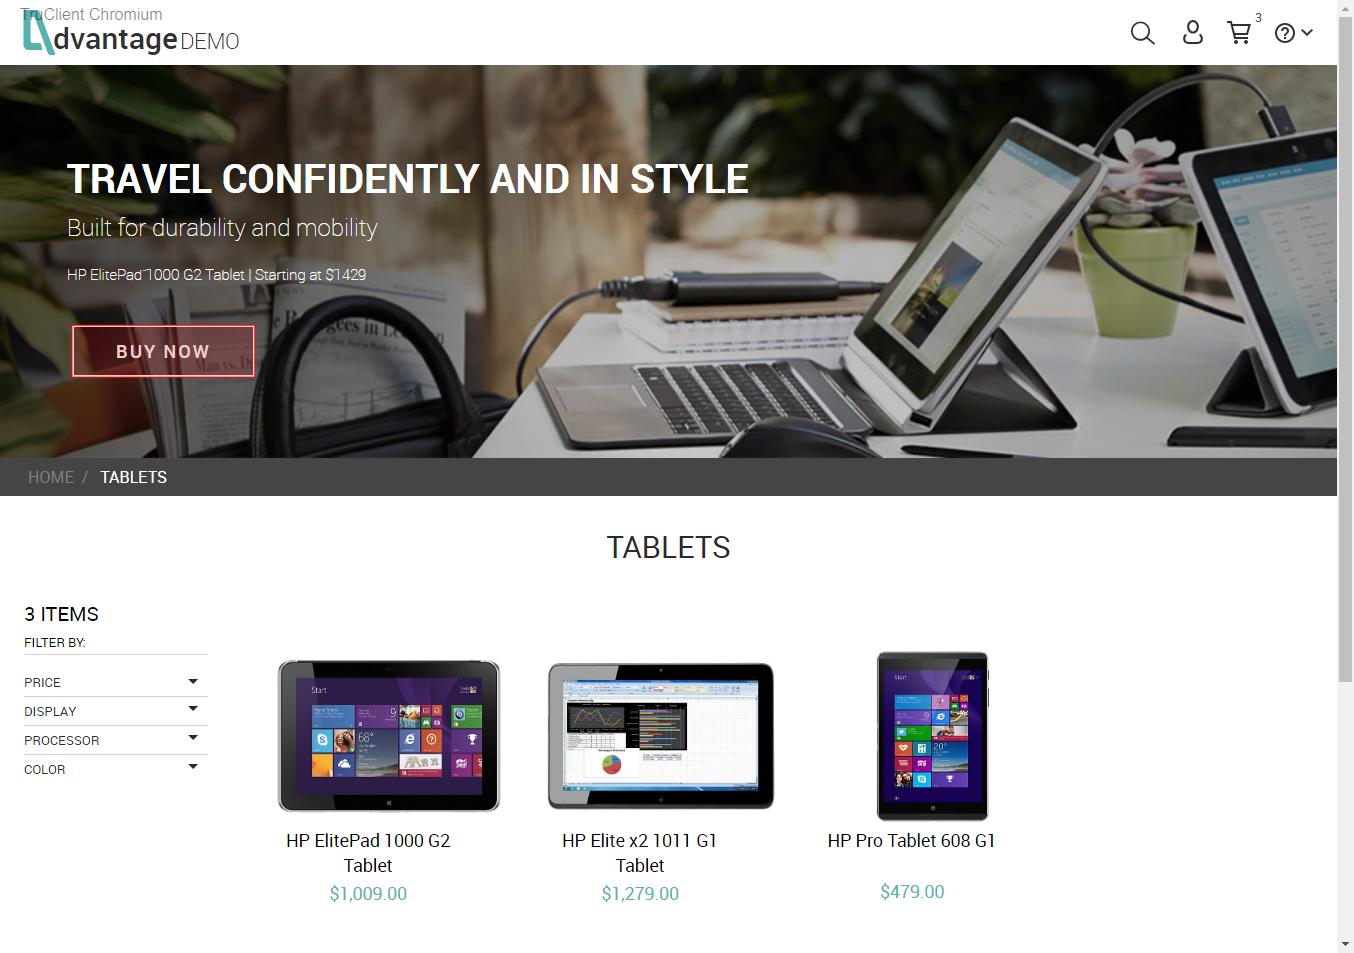 TruClient Chromium
dvantage DEMO
3
TRAVEL CONFIDENTLY AND IN STYLE
Built for durability and mobility
HP ElitePad 1000 G2 Tablet | Starting at $1429
BUY NOW
HOME / TABLETS
TABLETS
3 ITEMS
FILTER BY:
PRICE
DISPLAY
PROCESSOR
COLOR
Start
Start
HP ElitePad 1000 G2
Tablet
$1,009.00
HP Elite x2 1011 G1
Tablet
$1,279.00
HP Pro Tablet 608 G1
$479.00